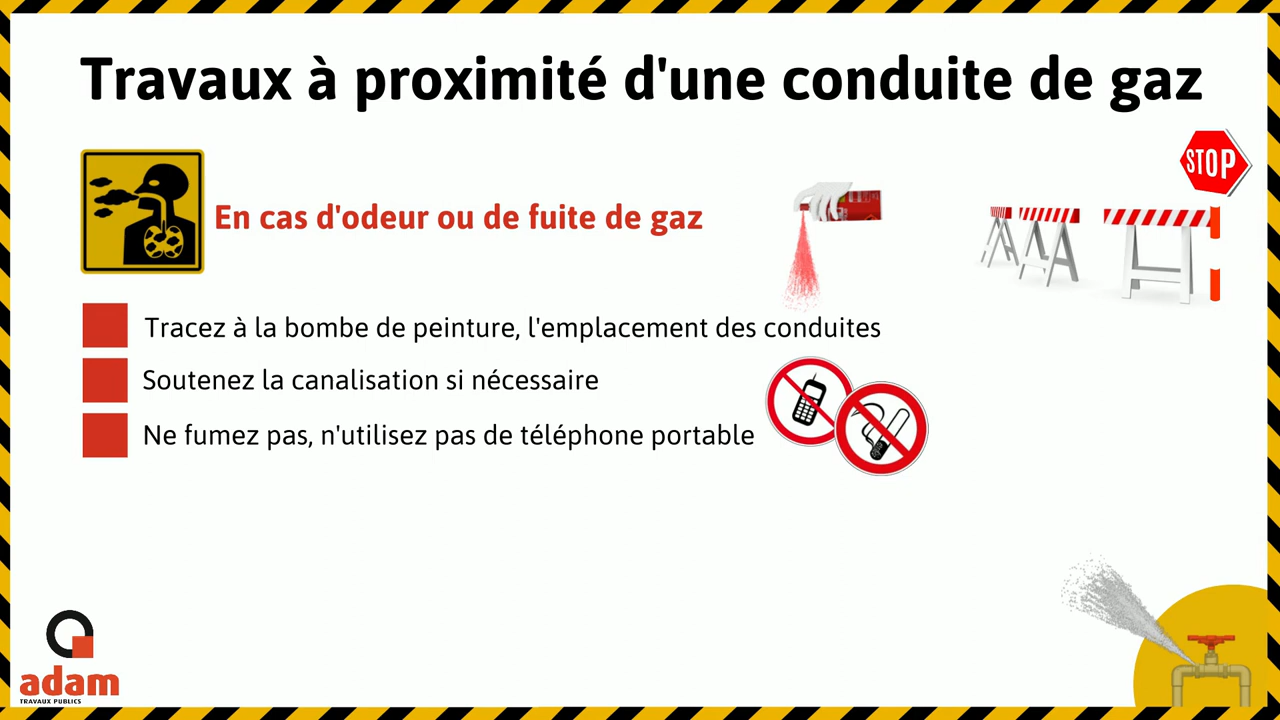 Travaux à proximité d'une conduite de gaz
STOP
En cas d'odeur ou de fuite de gaz
Tracez à la bombe de peinture, l'emplacement des conduites
Soutenez la canalisation si nécessaire
Ne fumez pas, n'utilisez pas de téléphone portable
adam
TRAVAUX PUBLICS